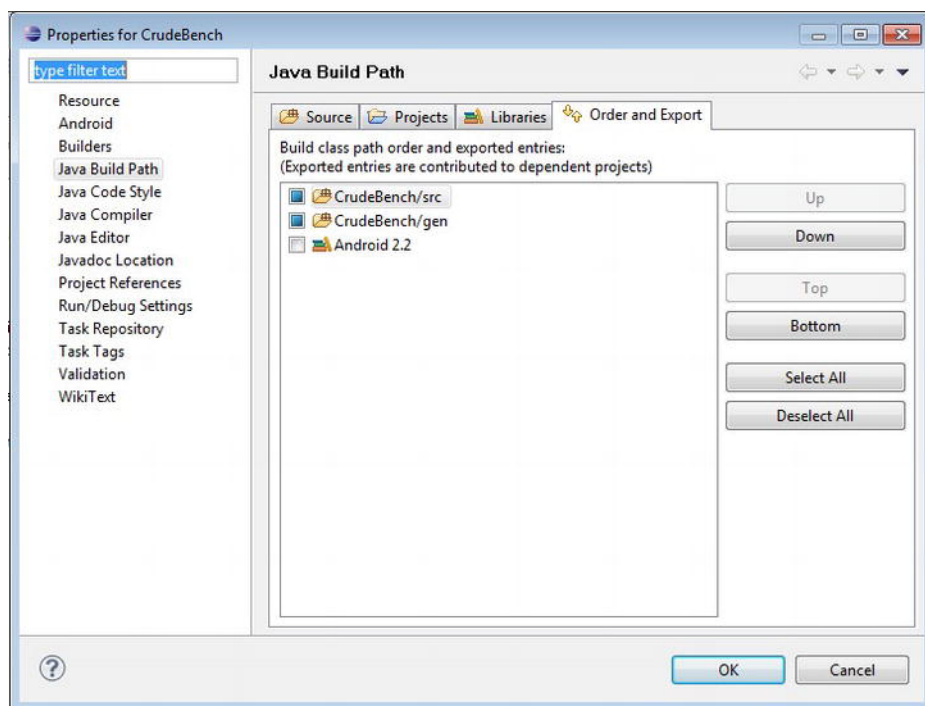 Properties for CrudeBench
type filter text
Resource
Android
Builders
Java Build Path
Java Code Style
Java Compiler
Java Editor
Javadoc Location
Project References
Run/Debug Settings
Task Repository
Task Tags
Validation
WikiText
Java Build Path
Source Projects Libraries Order and Export
Build class path order and exported entries:
(Exported entries are contributed to dependent projects)
CrudeBench/src
CrudeBench/gen
Android 2.2
Up
Down
Top
Bottom
Select All
Deselect All
?
OK Cancel